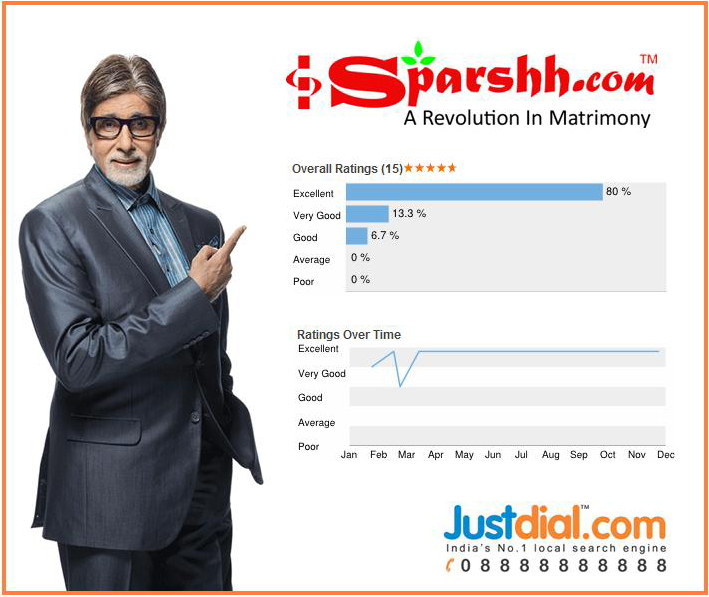 Sparshh.com™
A Revolution In Matrimony
Overall Ratings (15)
Excellent 80 %
Very Good 13.3 %
Good 6.7 %
Average 0 %
Poor 0 %
Ratings Over Time
Excellent
Very Good
Good
Average
Poor
Jan Feb Mar Apr May Jun Jul Aug Sep Oct Nov Dec
Justdial.com™
India's No.1 local search engine
08888888888